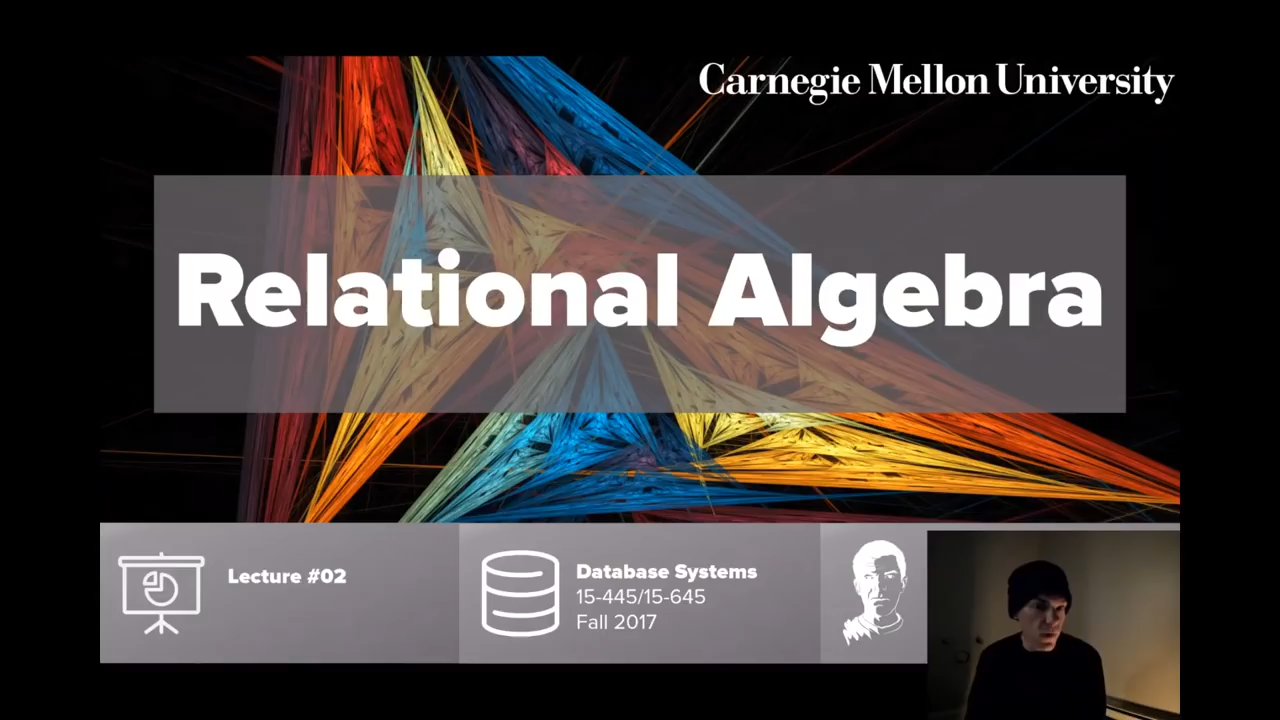 Carnegie Mellon University
Relational Algebra
Lecture #02
Database Systems
15-445/15-645
Fall 2017